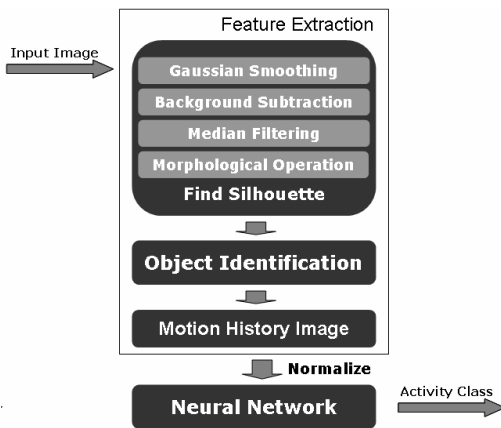 Feature Extraction
Input Image
Gaussian Smoothing
Background Subtraction
Median Filtering
Morphological Operation
Find Silhouette
Object Identification
Motion History Image
Normalize
Neural Network
Activity Class